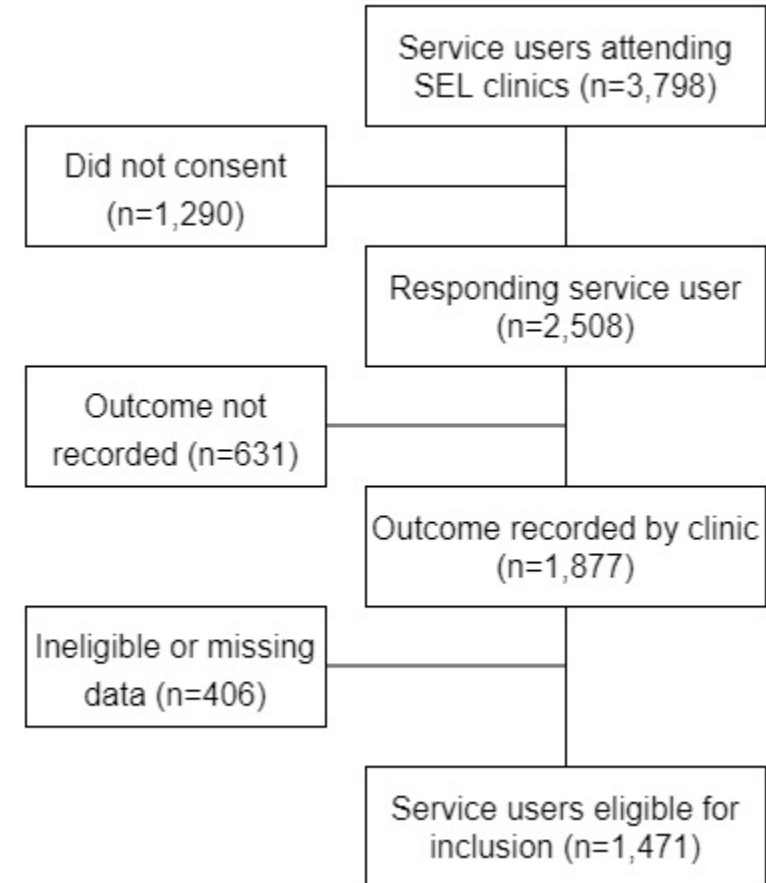 Service users attending
SEL clinics (n=3,798)
Did not consent
(n=1,290)
Responding service user
(n=2,508)
Outcome not
recorded (n=631)
Outcome recorded by clinic
(n=1,877)
Ineligible or missing
data (n=406)
Service users eligible for
inclusion (n=1,471)